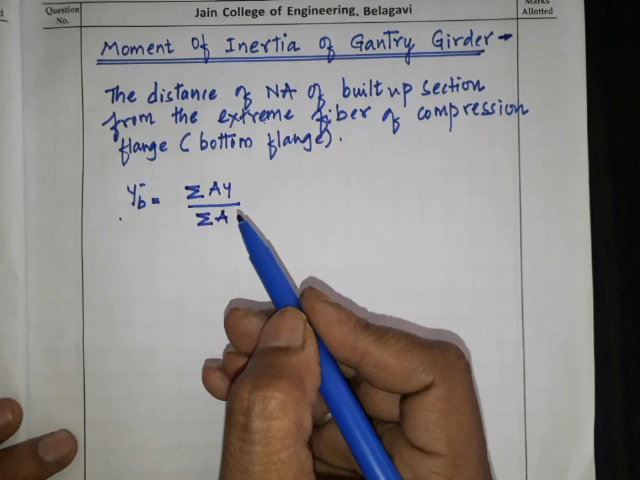 Question No.
Jain College of Engineering, Belagavi
Marks Allotted
Moment Of Inertia Of Gantry Girder →
The distance of NA Of built up section
from the extreme fiber of compression
flange ( bottom flange).
ȳb = ΣAy / ΣA